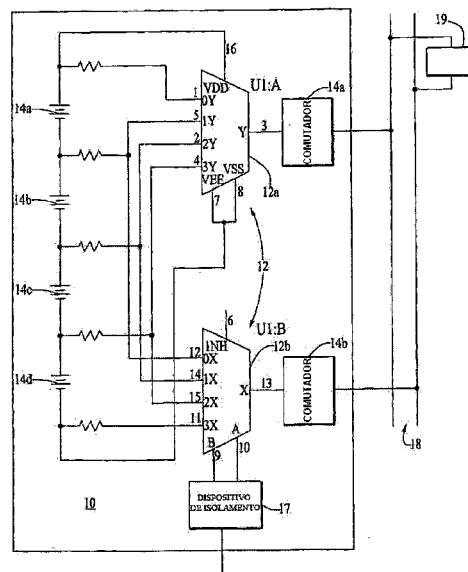 19
16
VDD
U1:A
14a
14a
1
0Y
5
1Y
2
2Y
4
3Y
VEE
VSS
Y
3
COMUTADOR
7
8
12a
14b
12
14c
6
U1:B
INH
12b
14b
12
0X
14
1X
15
2X
11
3X
X
13
COMUTADOR
14d
B
A
9
10
18
10
DISPOSITIVO
DE ISOLAMENTO
17